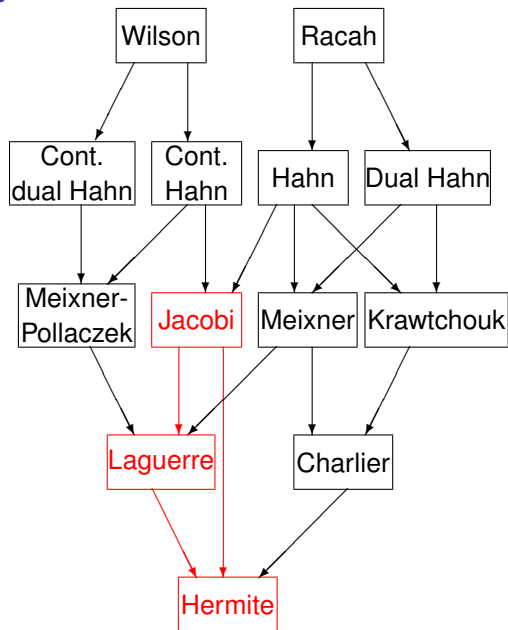 Wilson
Racah
Cont.
dual Hahn
Cont.
Hahn
Hahn
Dual Hahn
Meixner-
Pollaczek
Jacobi
Meixner
Krawtchouk
Laguerre
Charlier
Hermite